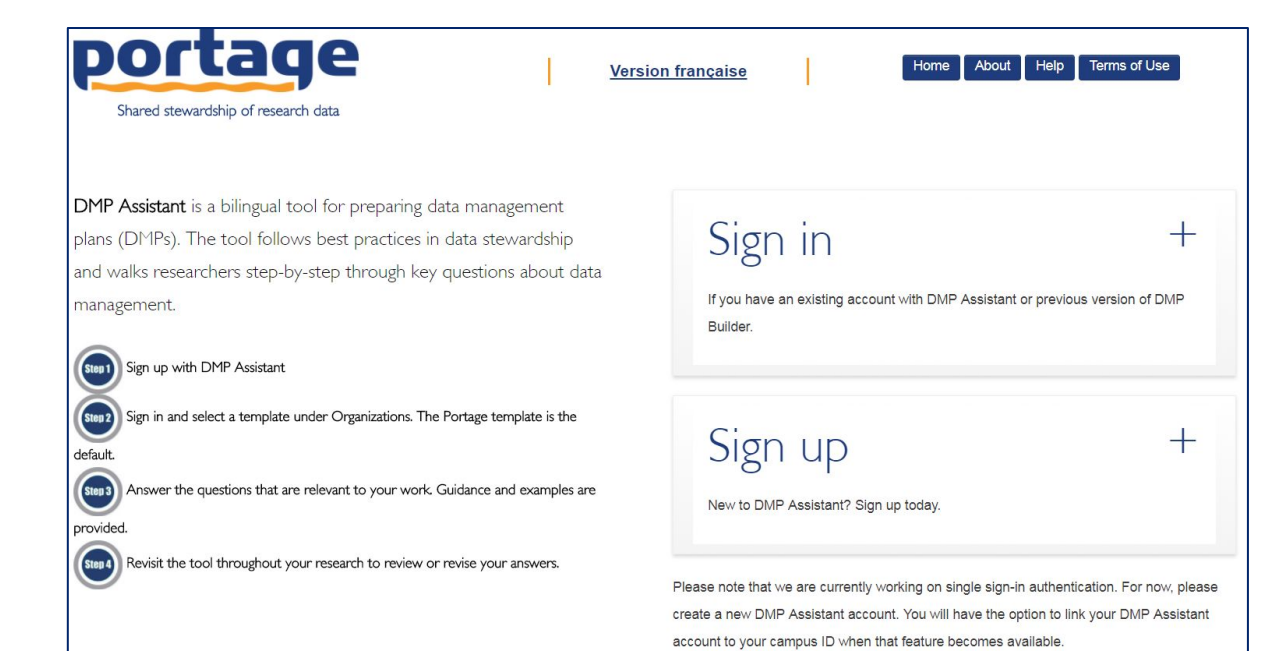 portage
Shared stewardship of research data
Version française
Home About Help Terms of Use
DMP Assistant is a bilingual tool for preparing data management
plans (DMPs). The tool follows best practices in data stewardship
and walks researchers step-by-step through key questions about data
management.
Step 1 Sign up with DMP Assistant
Step 2 Sign in and select a template under Organizations. The Portage template is the
default.
Step 3 Answer the questions that are relevant to your work. Guidance and examples are
provided.
Step 4 Revisit the tool throughout your research to review or revise your answers.
Sign in +
If you have an existing account with DMP Assistant or previous version of DMP
Builder.
Sign up +
New to DMP Assistant? Sign up today.
Please note that we are currently working on single sign-in authentication. For now, please
create a new DMP Assistant account. You will have the option to link your DMP Assistant
account to your campus ID when that feature becomes available.